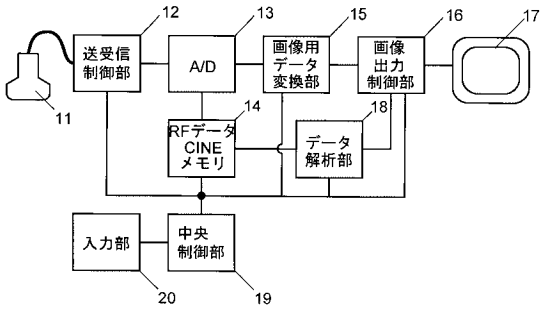 12
13
15
16
17
送受信
制御部
A/D
画像用
データ
変換部
画像
出力
制御部
11
14
18
RFデータ
CINE
メモリ
データ
解析部
入力部
中央
制御部
20
19